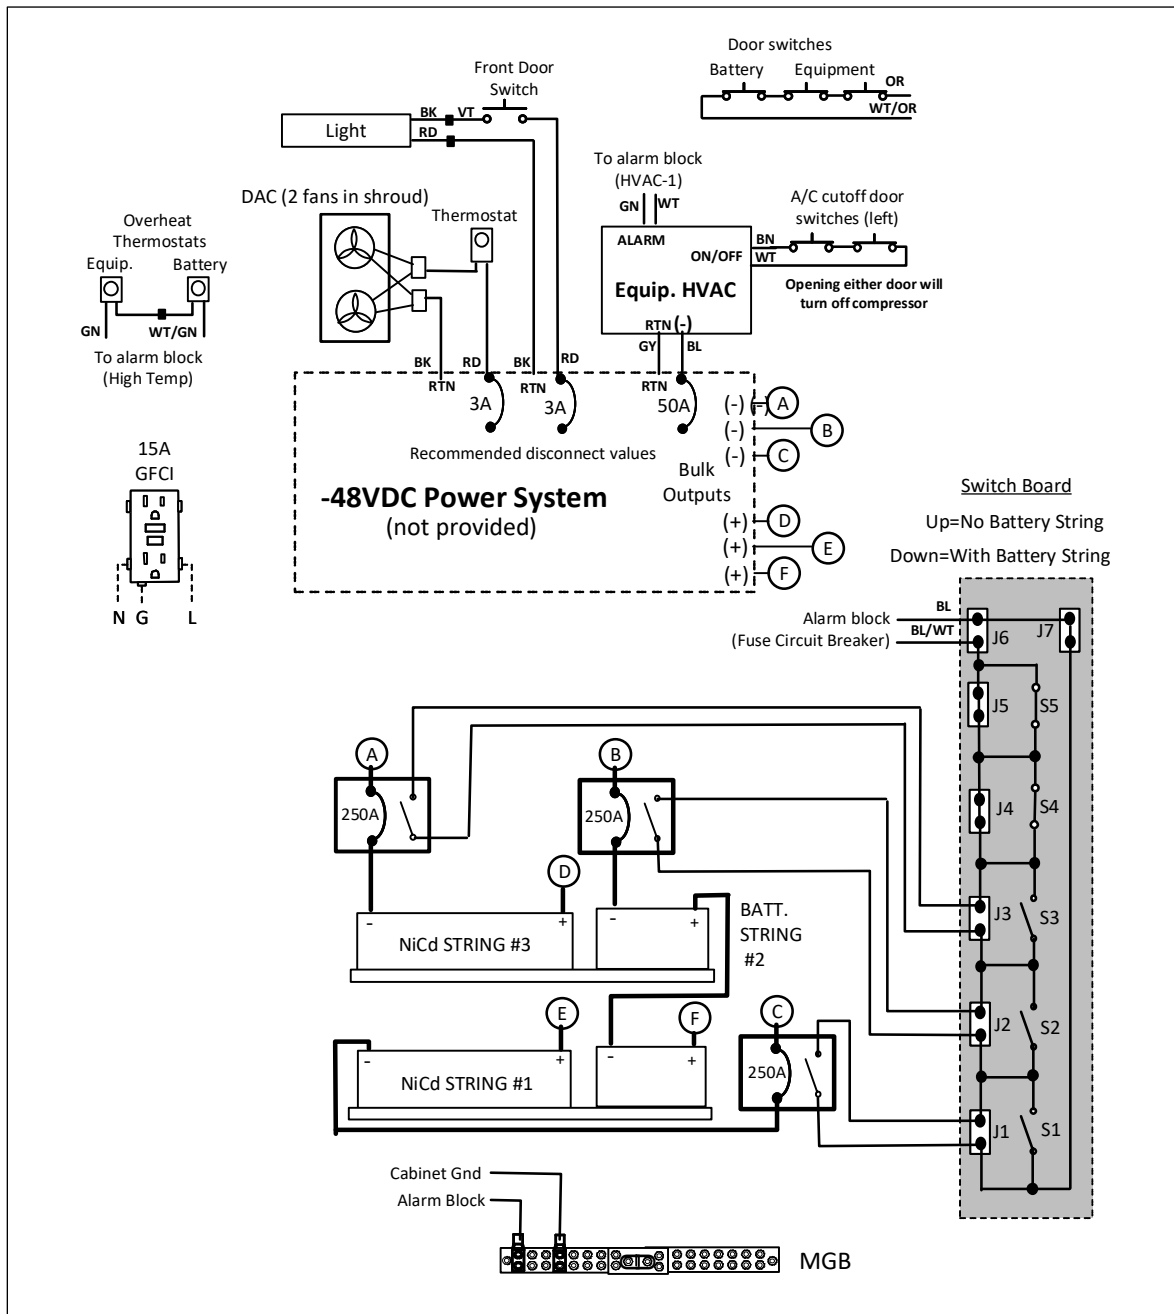 Door switches
Battery Equipment
OR
WT/OR
Front Door
Switch
BK VT
RD
Light
To alarm block
(HVAC-1)
GN WT
A/C cutoff door
switches (left)
ALARM
ON/OFF
BN
WT
Equip. HVAC
Opening either door will
turn off compressor
RTN (-)
GY BL
DAC (2 fans in shroud)
Thermostat
Overheat
Thermostats
Equip. Battery
GN WT/GN
To alarm block
(High Temp)
BK RD BK RD
RTN RTN RTN
3A 3A 50A
(-) (-) A
(-) B
(-) C
Recommended disconnect values
Bulk
Outputs
-48VDC Power System
(not provided)
(+) D
(+) E
(+) F
15A
GFCI
N G L
Switch Board
Up=No Battery String
Down=With Battery String
Alarm block
(Fuse Circuit Breaker)
BL
BL/WT
J6 J7
J5 S5
J4 S4
J3 S3
J2 S2
J1 S1
A
250A
B
250A
D
- +
NiCd STRING #3
- +
BATT.
STRING
#2
E
F
C
250A
- +
NiCd STRING #1
- +
Cabinet Gnd
Alarm Block
MGB